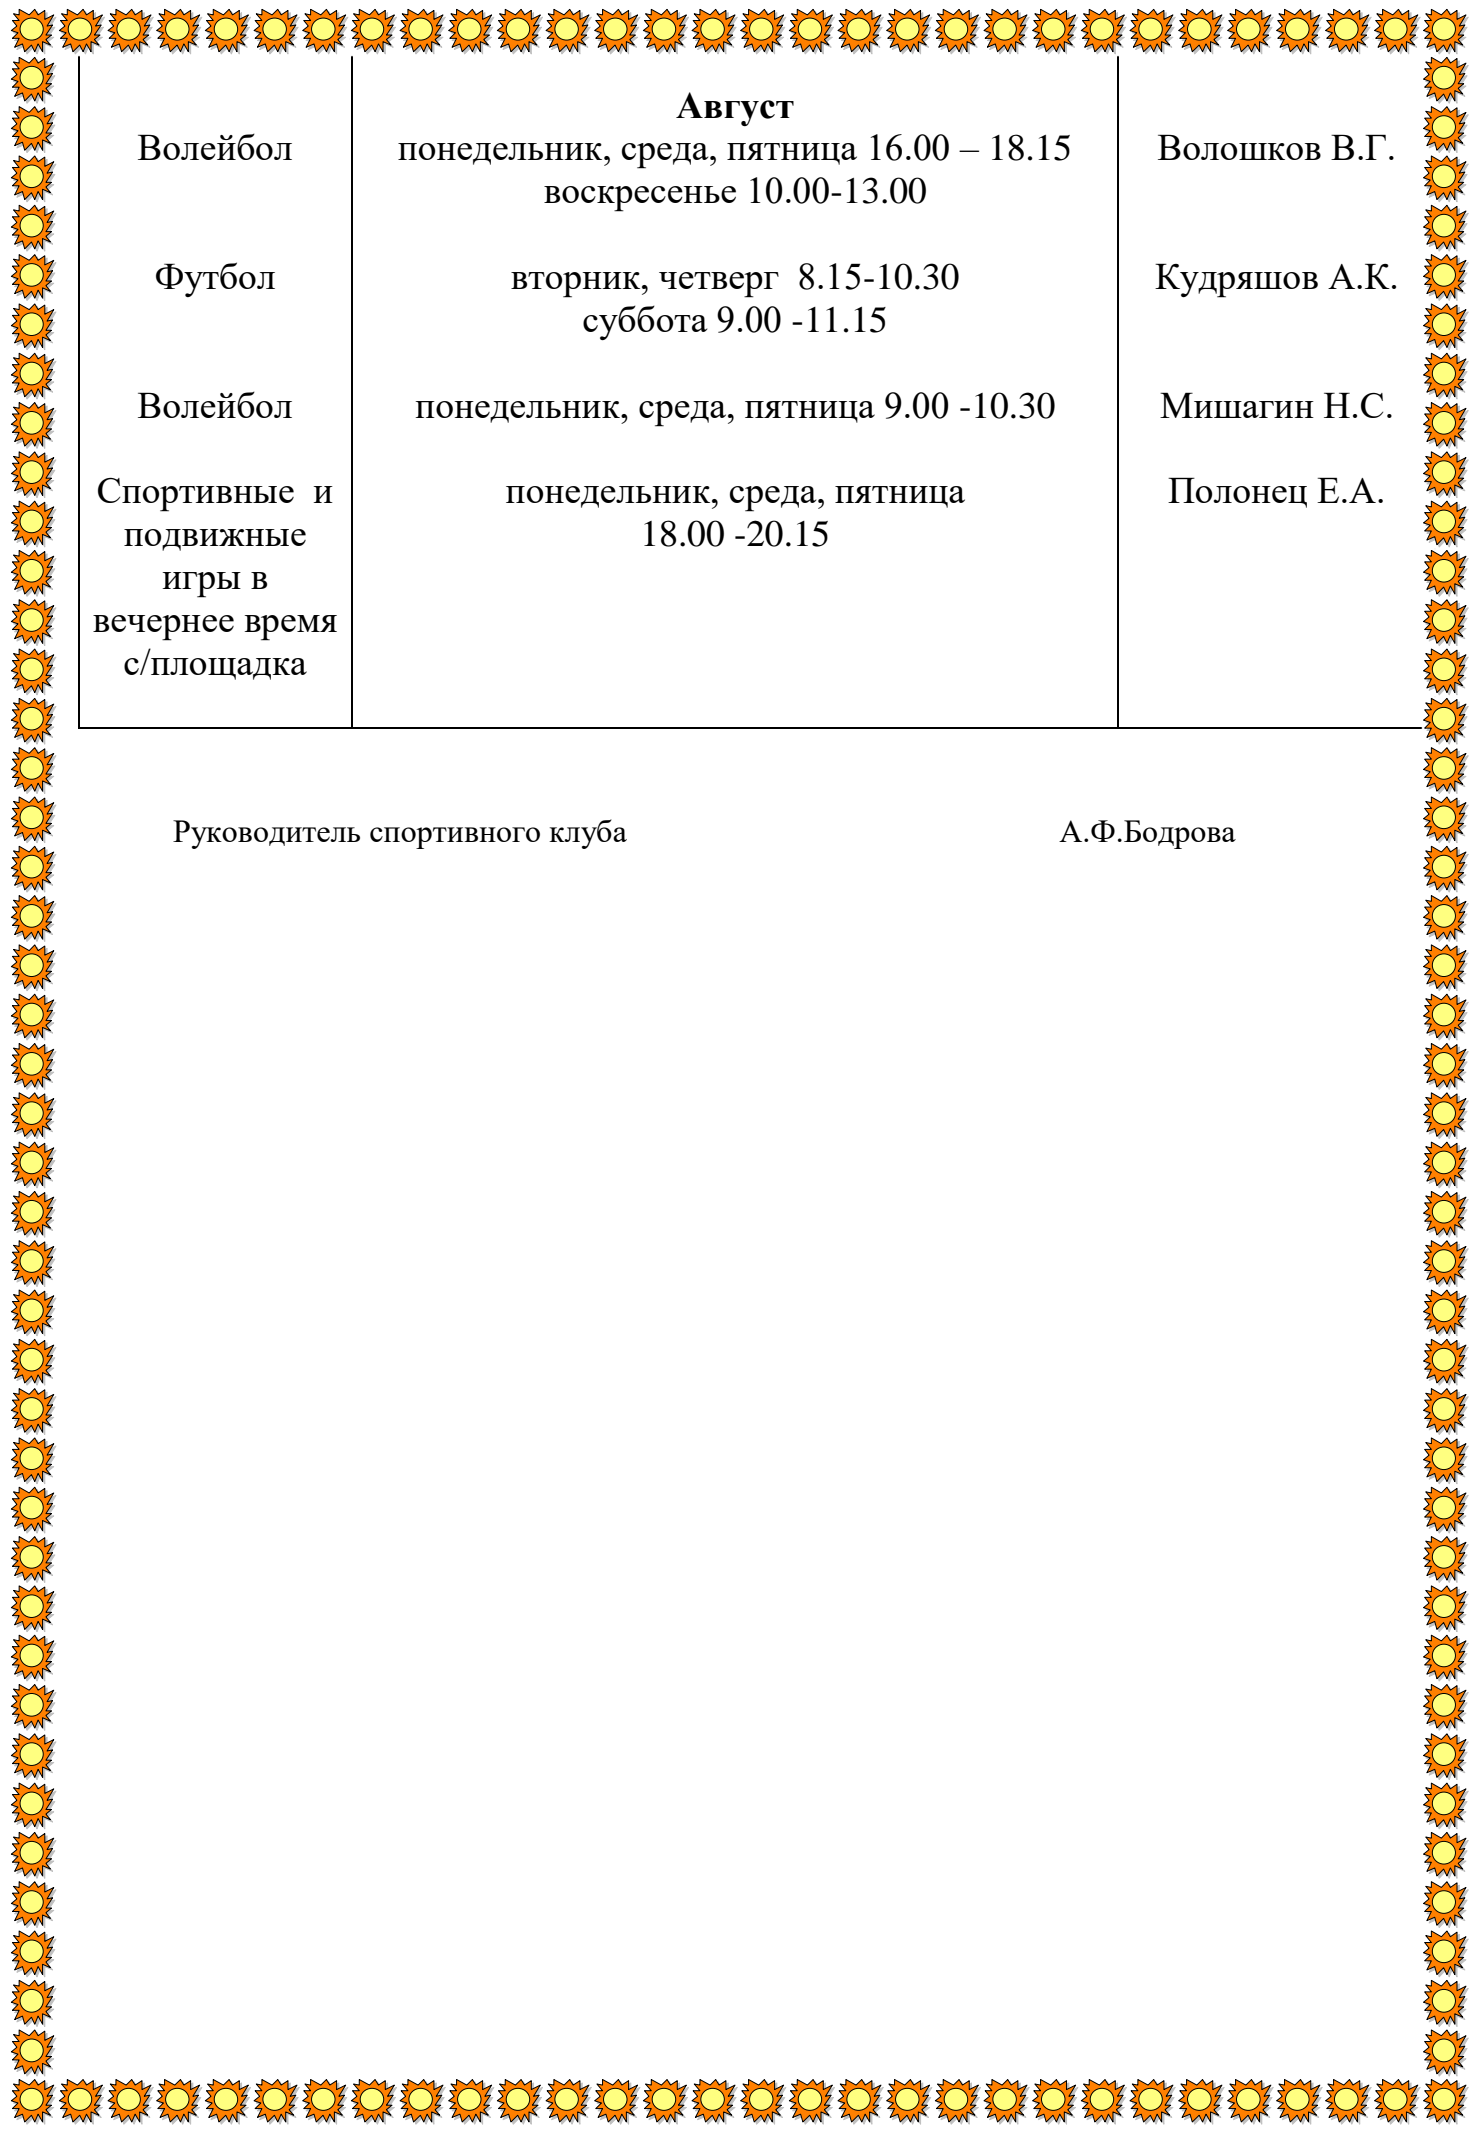 Август
Волейбол понедельник, среда, пятница 16.00 – 18.15 Волошков В.Г.
воскресенье 10.00-13.00
Футбол вторник, четверг  8.15-10.30 Кудряшов А.К.
суббота 9.00 -11.15
Волейбол понедельник, среда, пятница 9.00 -10.30 Мишагин Н.С.
Спортивные  и понедельник, среда, пятница Полонец Е.А.
подвижные 18.00 -20.15
игры в
вечернее время
с/площадка
Руководитель спортивного клуба А.Ф.Бодрова